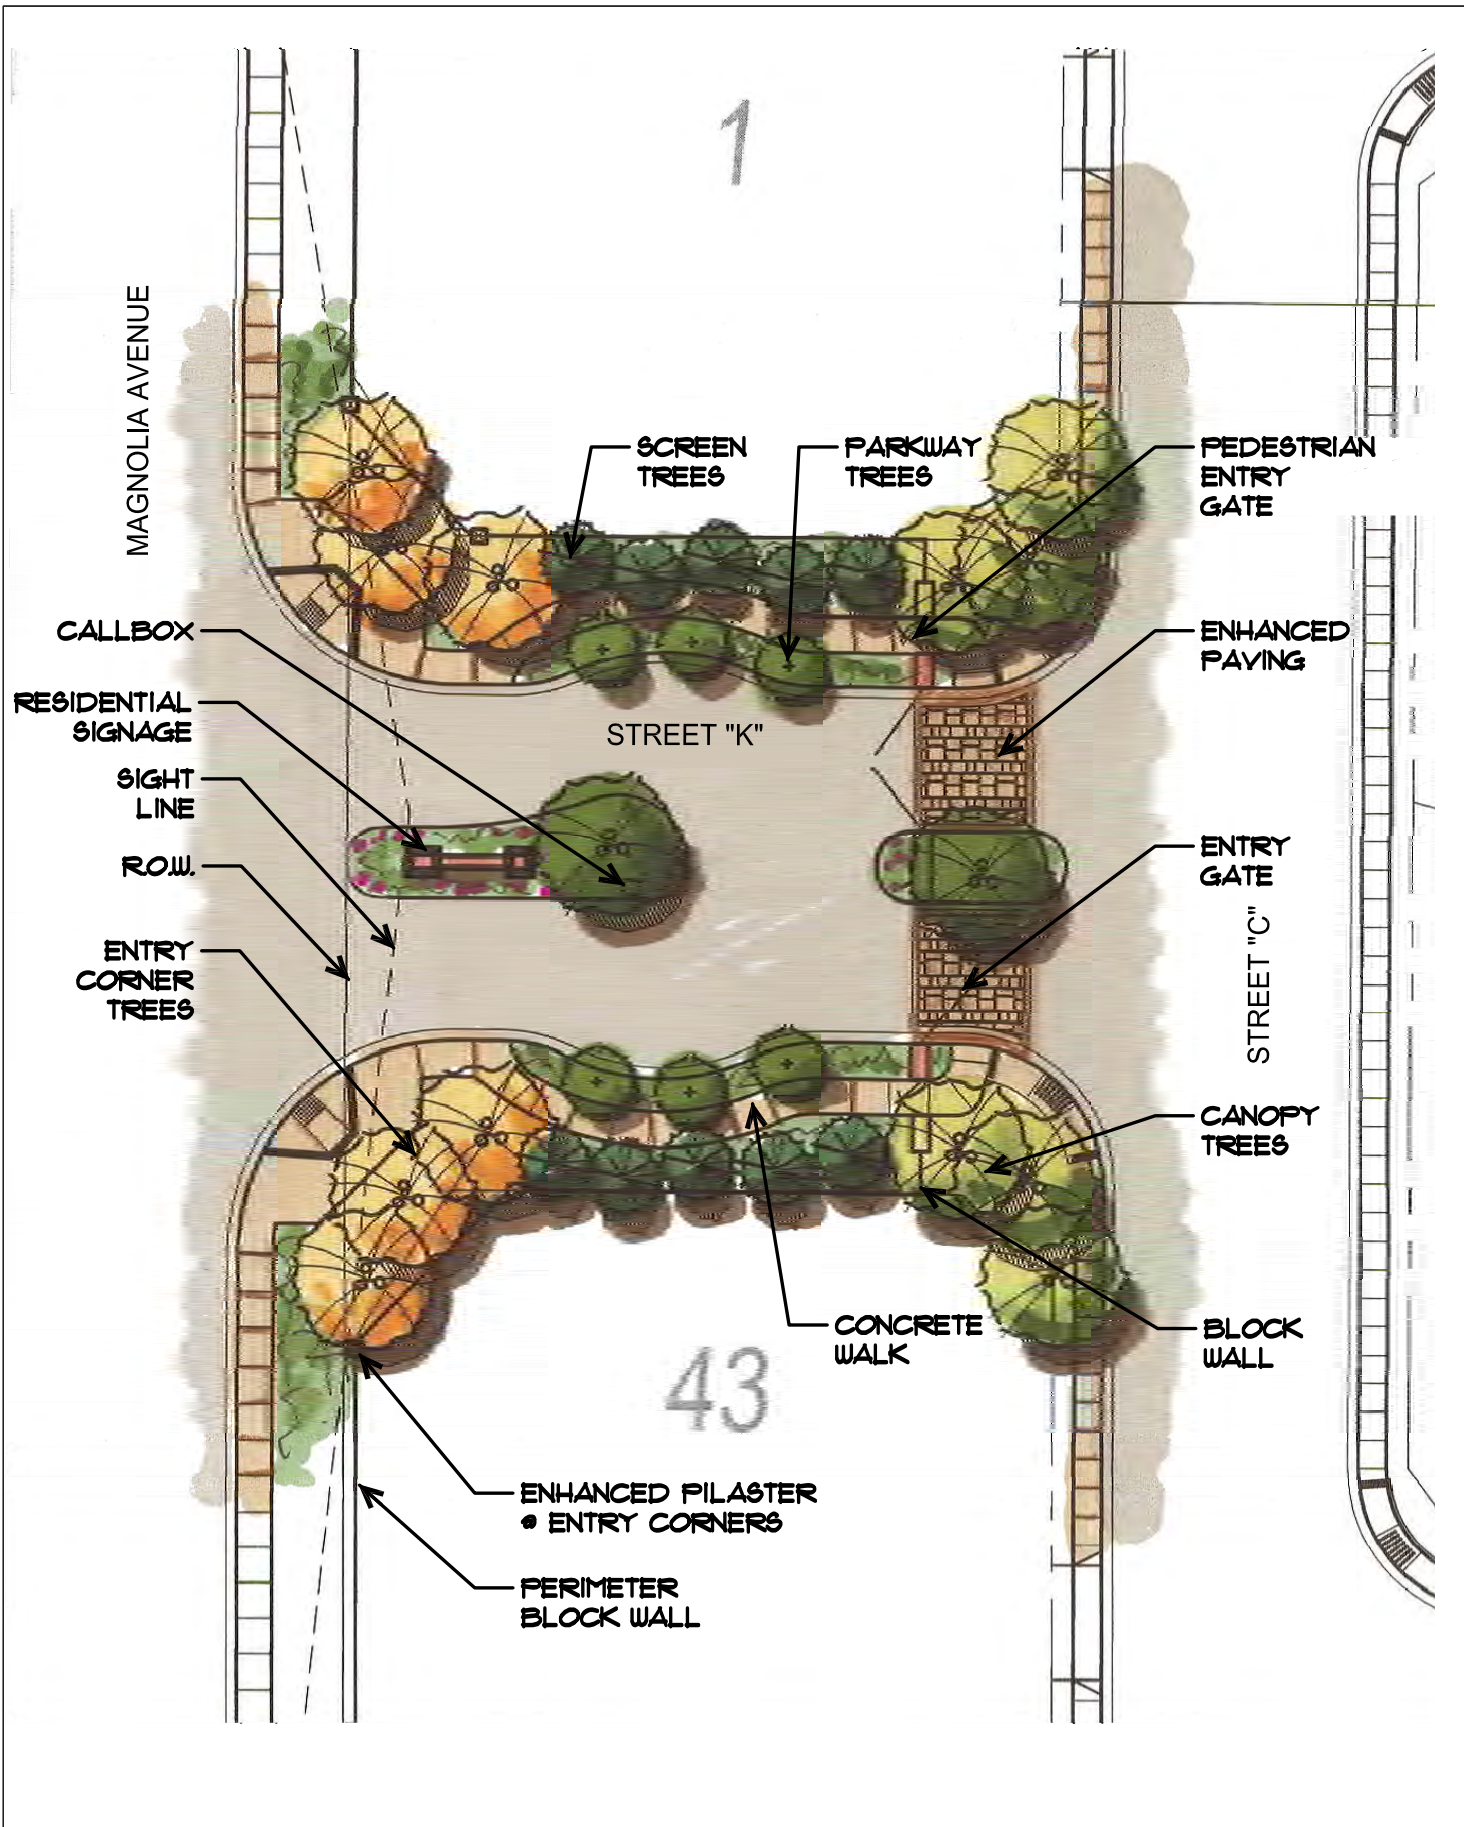 1
MAGNOLIA AVENUE
SCREEN
TREES
PARKWAY
TREES
PEDESTRIAN
ENTRY
GATE
CALLBOX
ENHANCED
PAVING
RESIDENTIAL
SIGNAGE
STREET "K"
SIGHT
LINE
R.O.W.
ENTRY
GATE
ENTRY
CORNER
TREES
STREET "C"
CANOPY
TREES
CONCRETE
WALK
BLOCK
WALL
43
ENHANCED PILASTER
@ ENTRY CORNERS
PERIMETER
BLOCK WALL